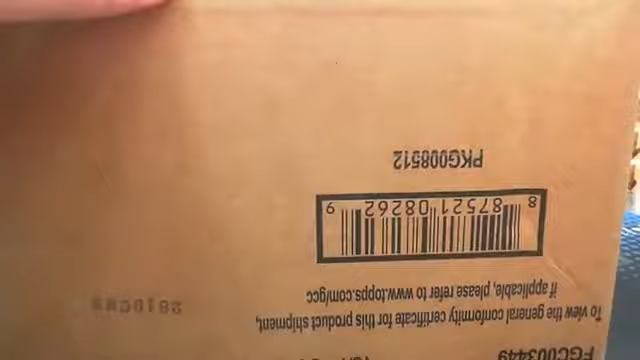 FGC003449
To view the general conformity certificate for this product shipment,
if applicable, please refer to www.topps.com/gcc
8 87521 08262 9
PKG008512